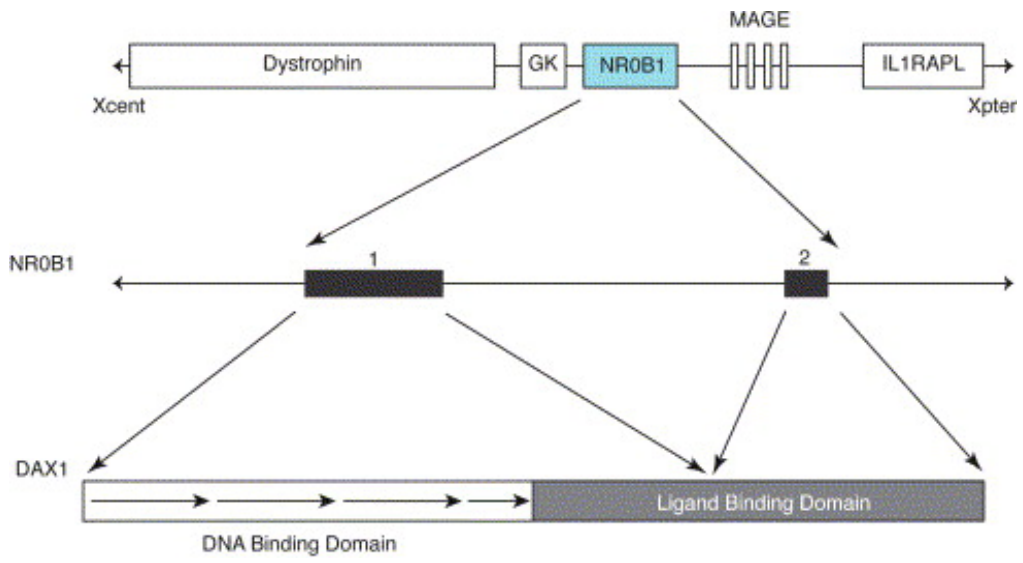 MAGE
Dystrophin GK NR0B1 IL1RAPL
Xcent Xpter
1 2
NR0B1
DAX1
Ligand Binding Domain
DNA Binding Domain